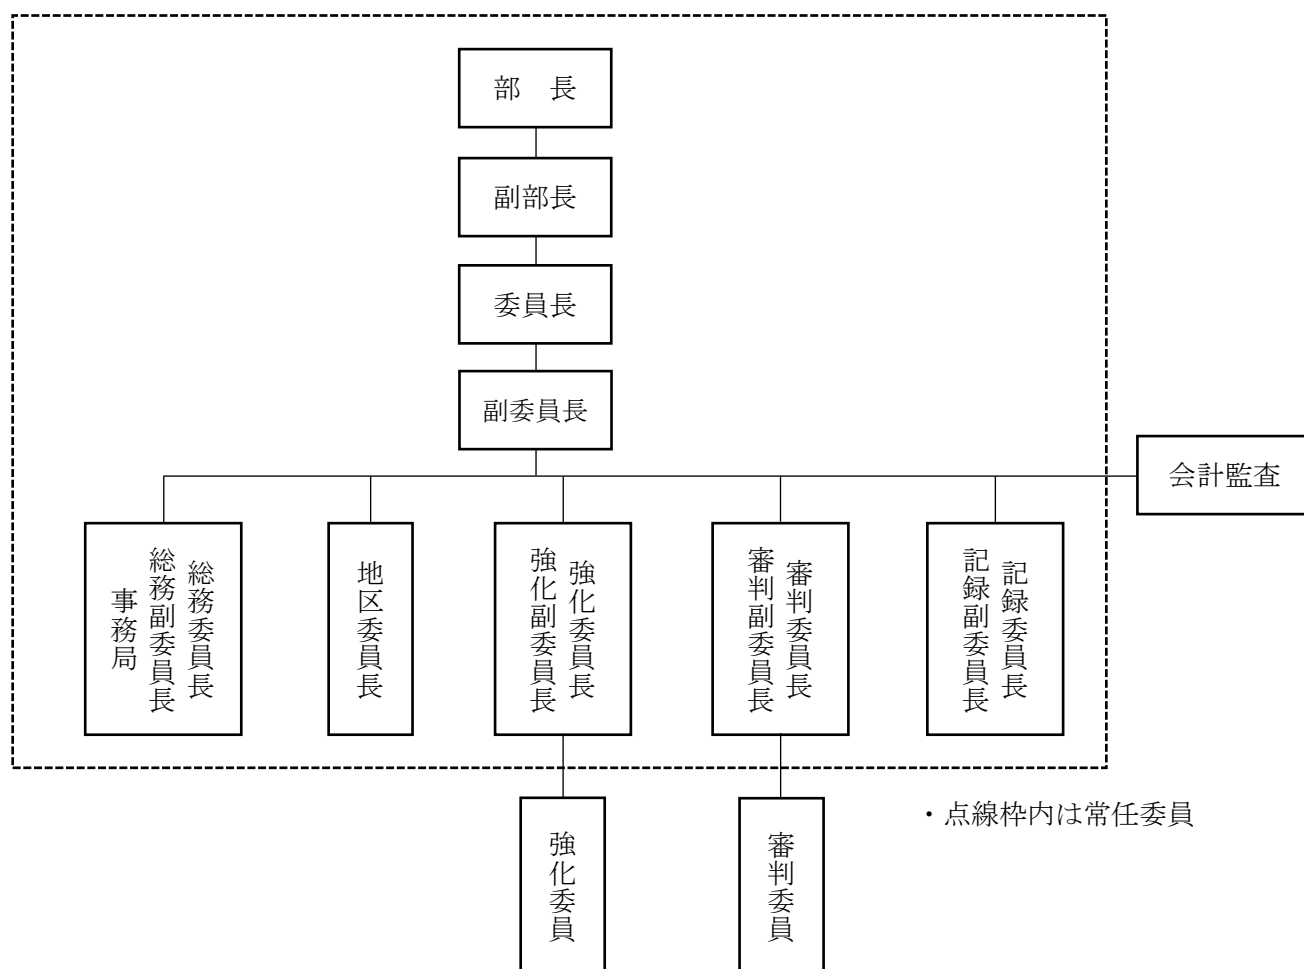 部　長
副部長
委員長
副委員長
会計監査
総務委員長
総務副委員長
事務局
地区委員長
強化委員長
強化副委員長
審判委員長
審判副委員長
記録委員長
記録副委員長
・点線枠内は常任委員
強化委員
審判委員